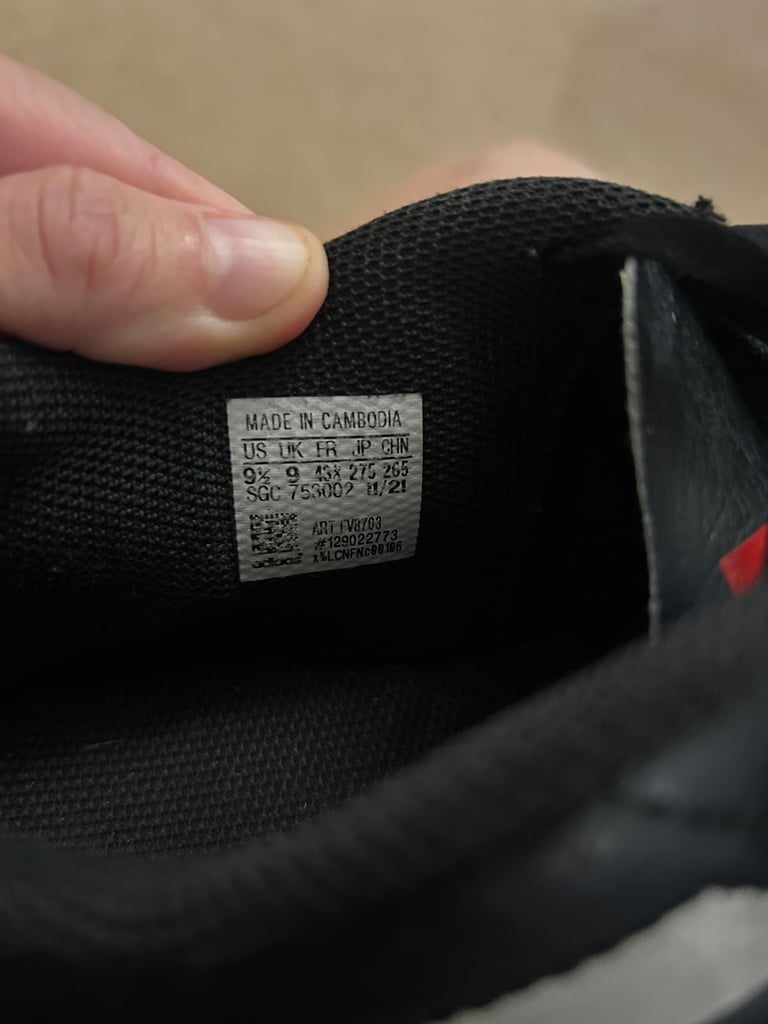 MADE IN CAMBODIA
US UK FR JP CHN
9½ 9 43⅓ 275 265
SGC 753002 11/21
ART FV8703
#129022773
adidas